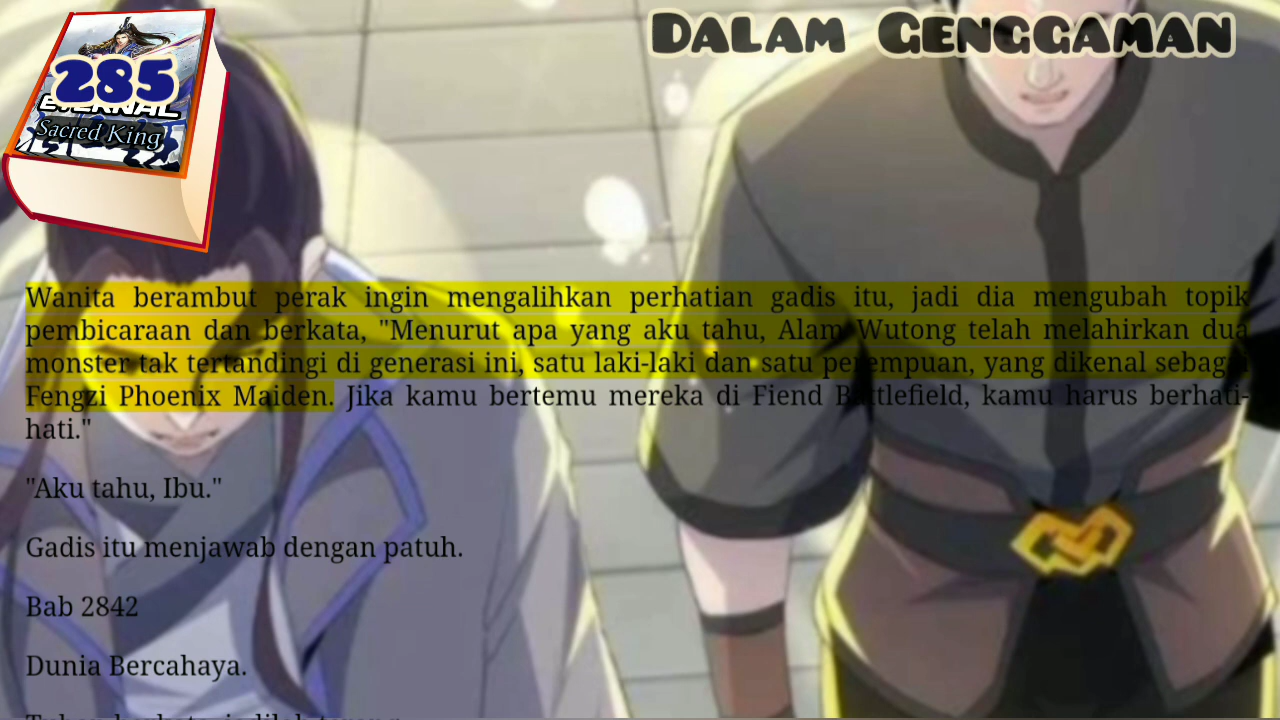 DALAM GENGGAMAN
285
ETERNAL
Sacred King
Wanita berambut perak ingin mengalihkan perhatian gadis itu, jadi dia mengubah topik
pembicaraan dan berkata, "Menurut apa yang aku tahu, Alam Wutong telah melahirkan dua
monster tak tertandingi di generasi ini, satu laki-laki dan satu perempuan, yang dikenal sebagai
Fengzi Phoenix Maiden. Jika kamu bertemu mereka di Fiend Battlefield, kamu harus berhati-
hati."
"Aku tahu, Ibu."
Gadis itu menjawab dengan patuh.
Bab 2842
Dunia Bercahaya.